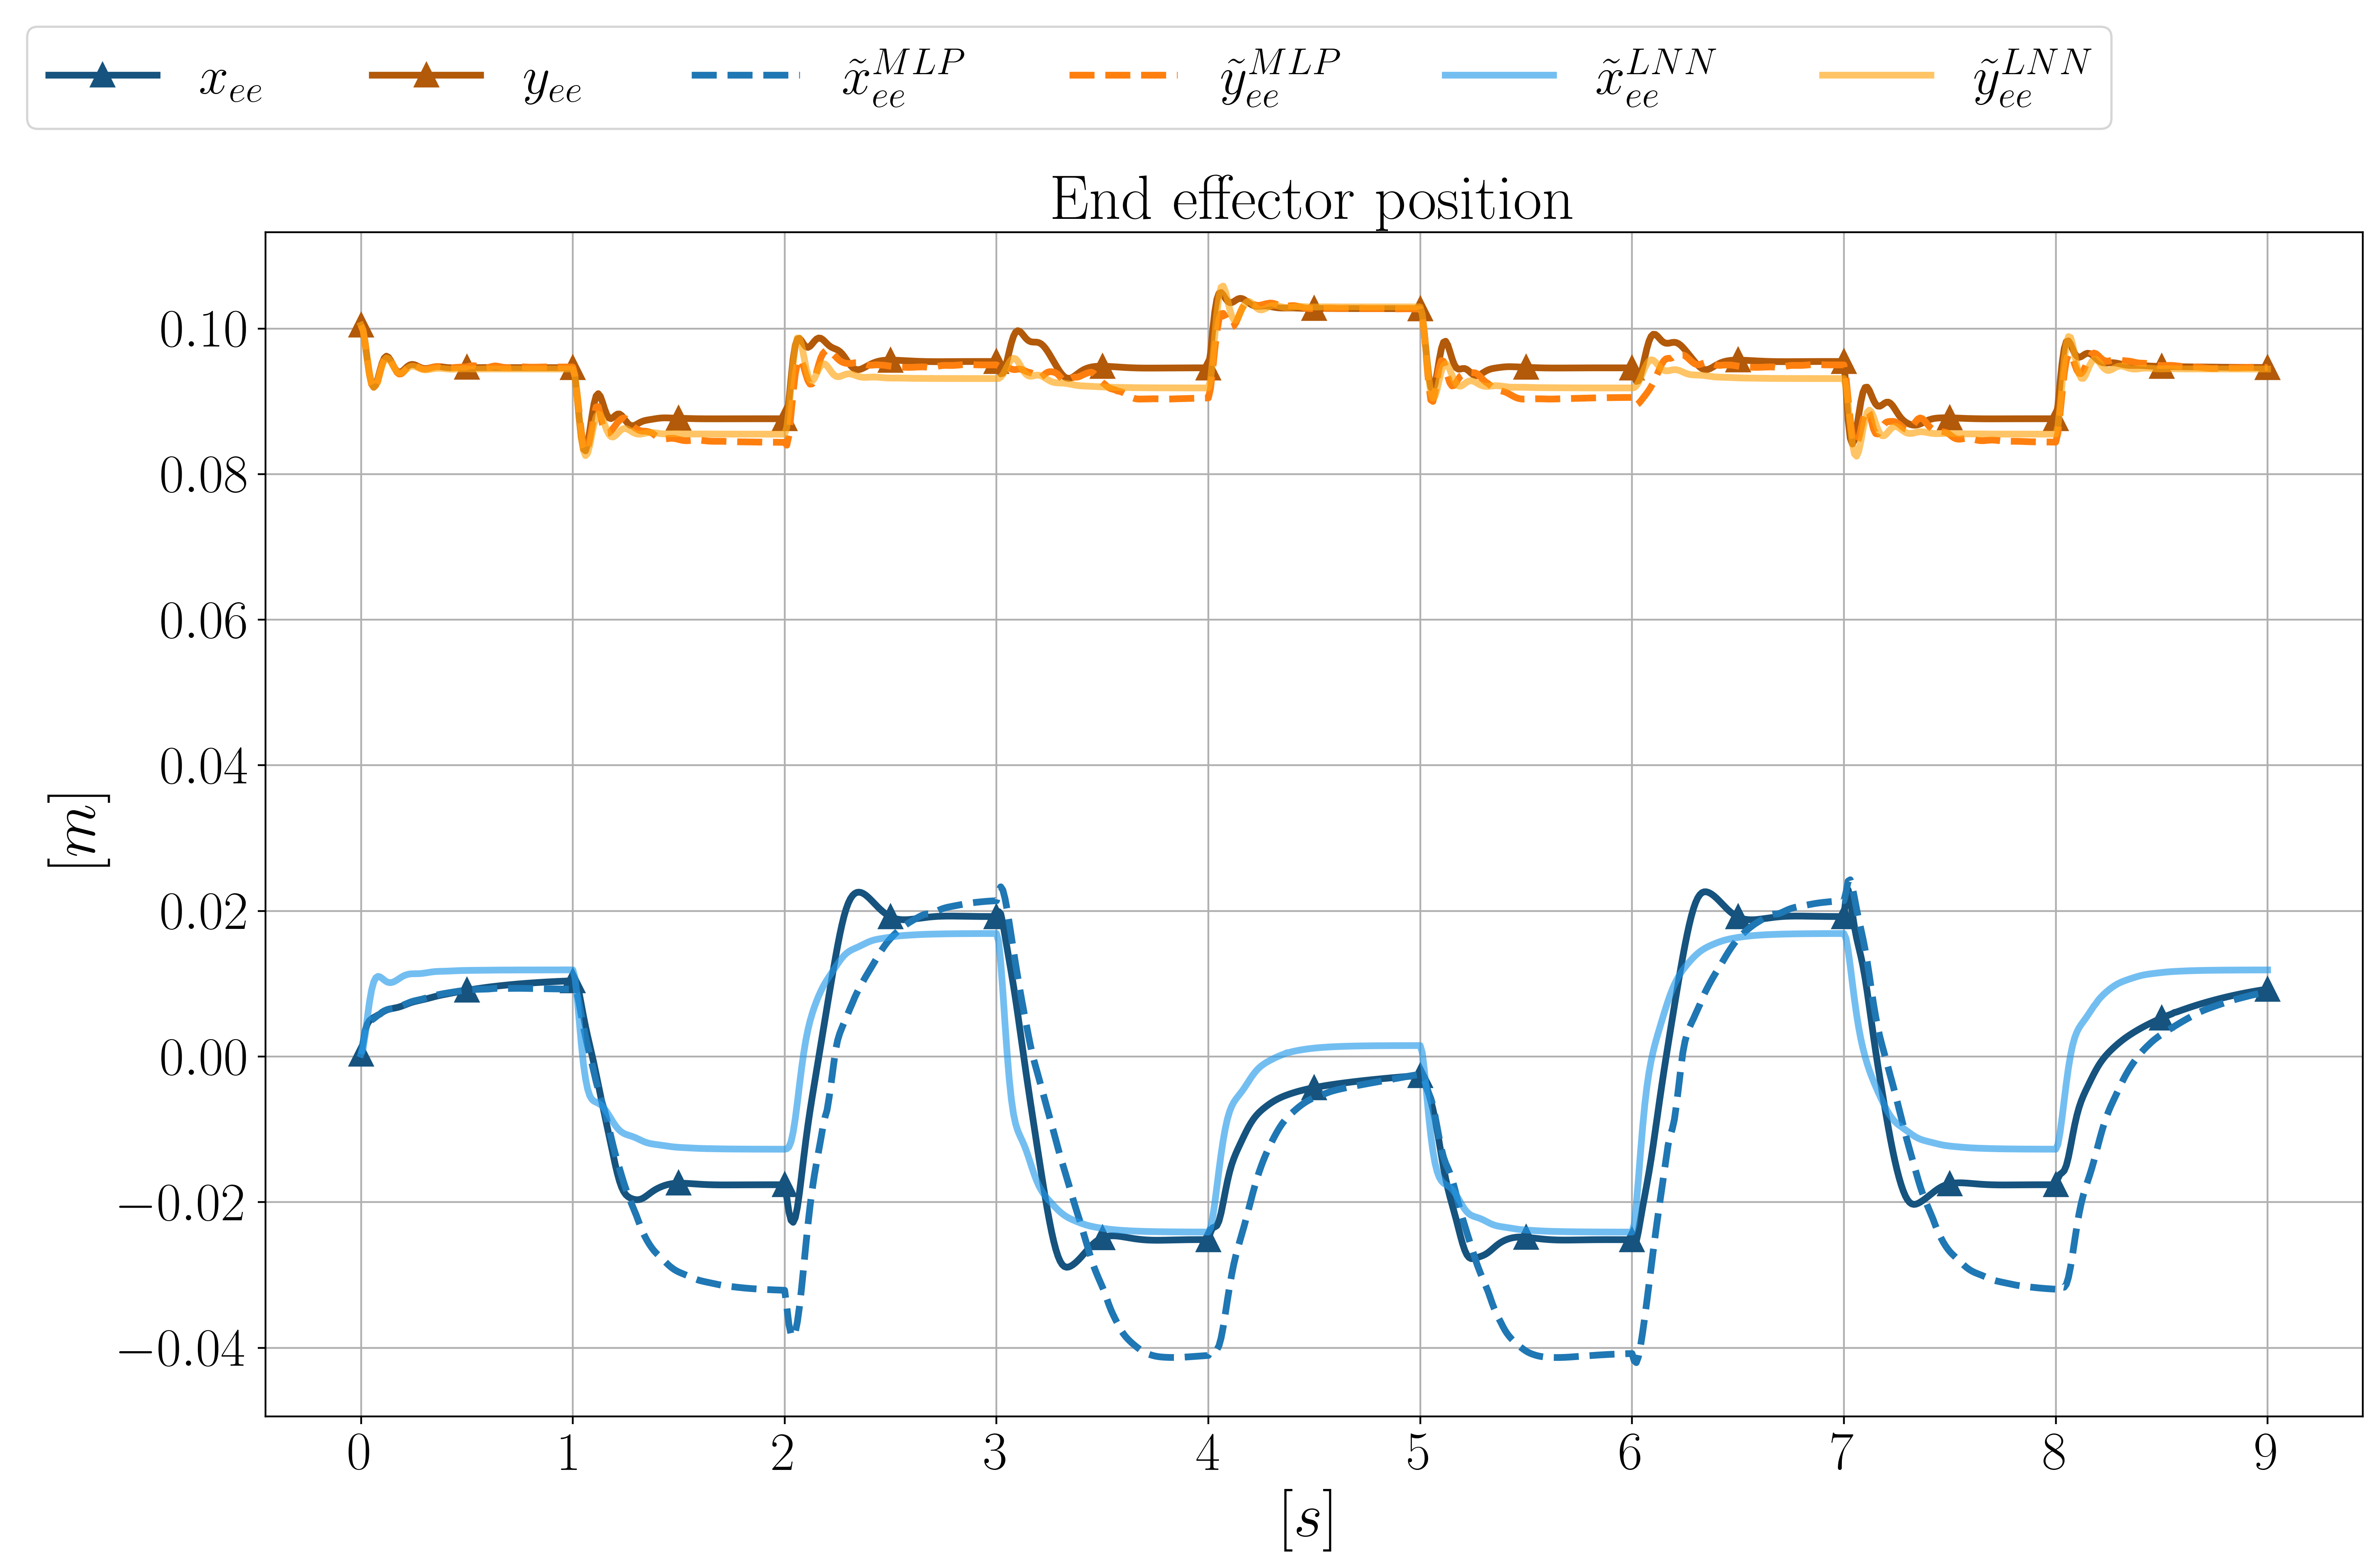 x_ee y_ee x̃_ee^MLP ỹ_ee^MLP x̃_ee^LNN ỹ_ee^LNN
End effector position
0.10
0.08
0.06
0.04
0.02
0.00
−0.02
−0.04
[m]
0 1 2 3 4 5 6 7 8 9
[s]